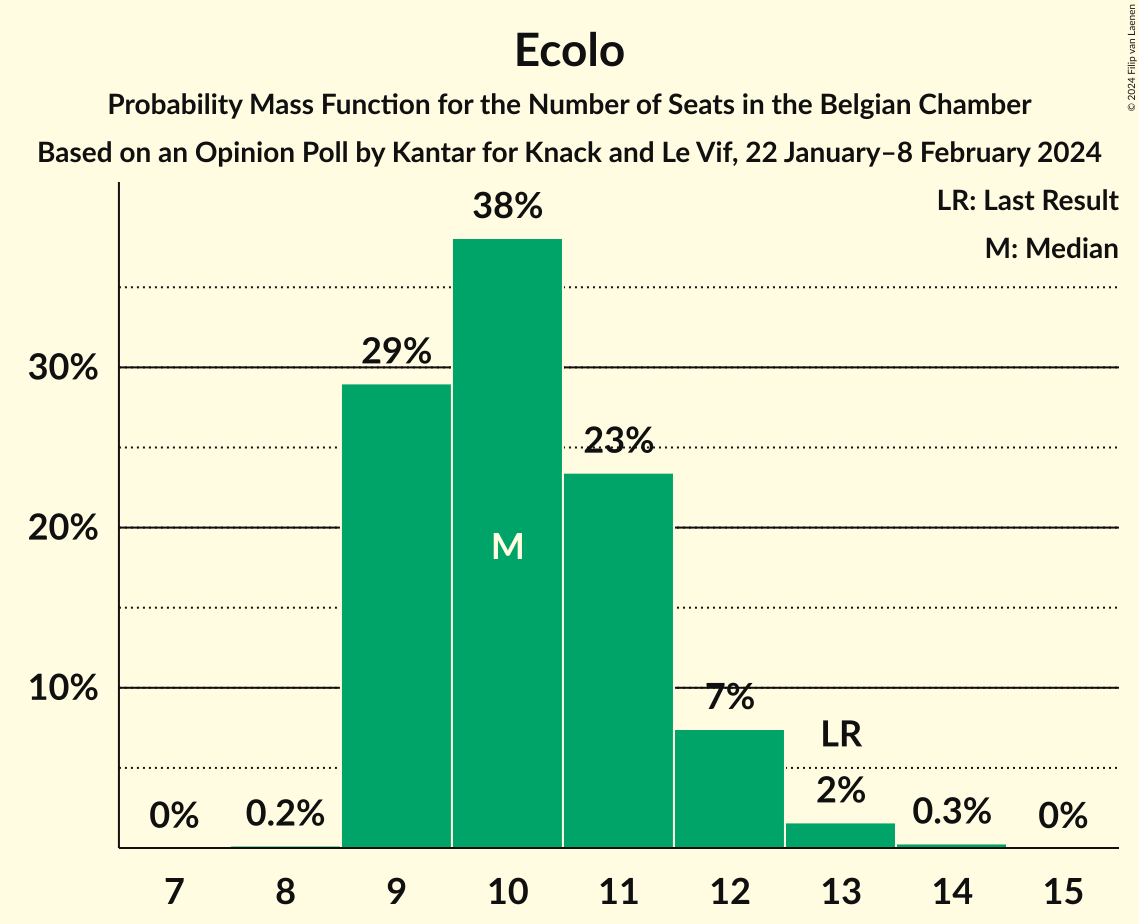 Ecolo
Probability Mass Function for the Number of Seats in the Belgian Chamber
Based on an Opinion Poll by Kantar for Knack and Le Vif, 22 January–8 February 2024
© 2024 Filip van Laenen
LR: Last Result
M: Median
38%
29%
30%
23%
20%
M
10%
7%
LR
2%
0%
0.2%
0.3%
0%
7 8 9 10 11 12 13 14 15